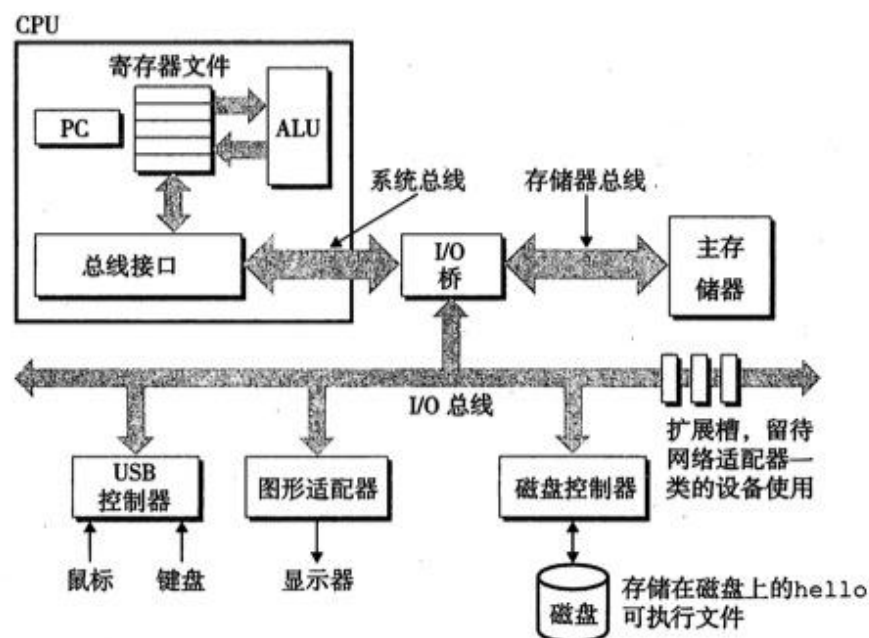 CPU
寄存器文件
PC
ALU
系统总线
存储器总线
总线接口
I/O
桥
主存
储器
I/O 总线
扩展槽，留待
网络适配器一
类的设备使用
USB
控制器
图形适配器
磁盘控制器
鼠标
键盘
显示器
磁盘
存储在磁盘上的hello
可执行文件